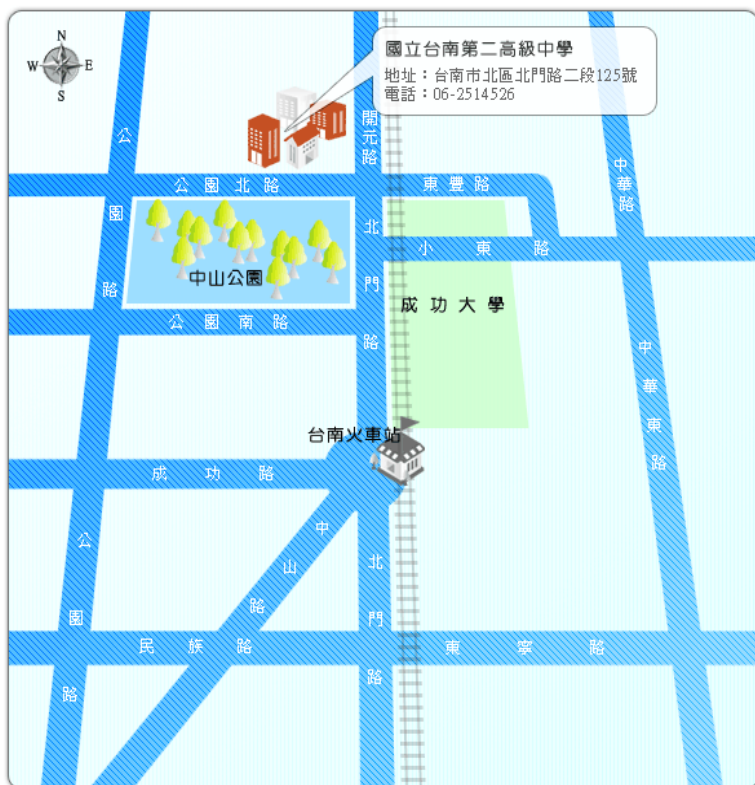 N
W
E
S
國立台南第二高級中學
地址：台南市北區北門路二段125號
電話：06-2514526
開元路
公園路
中華路
公園北路
東豐路
北門路
小東路
中山公園
成功大學
公園南路
中華東路
台南火車站
成功路
中山路
公園路
北門路
民族路
東寧路